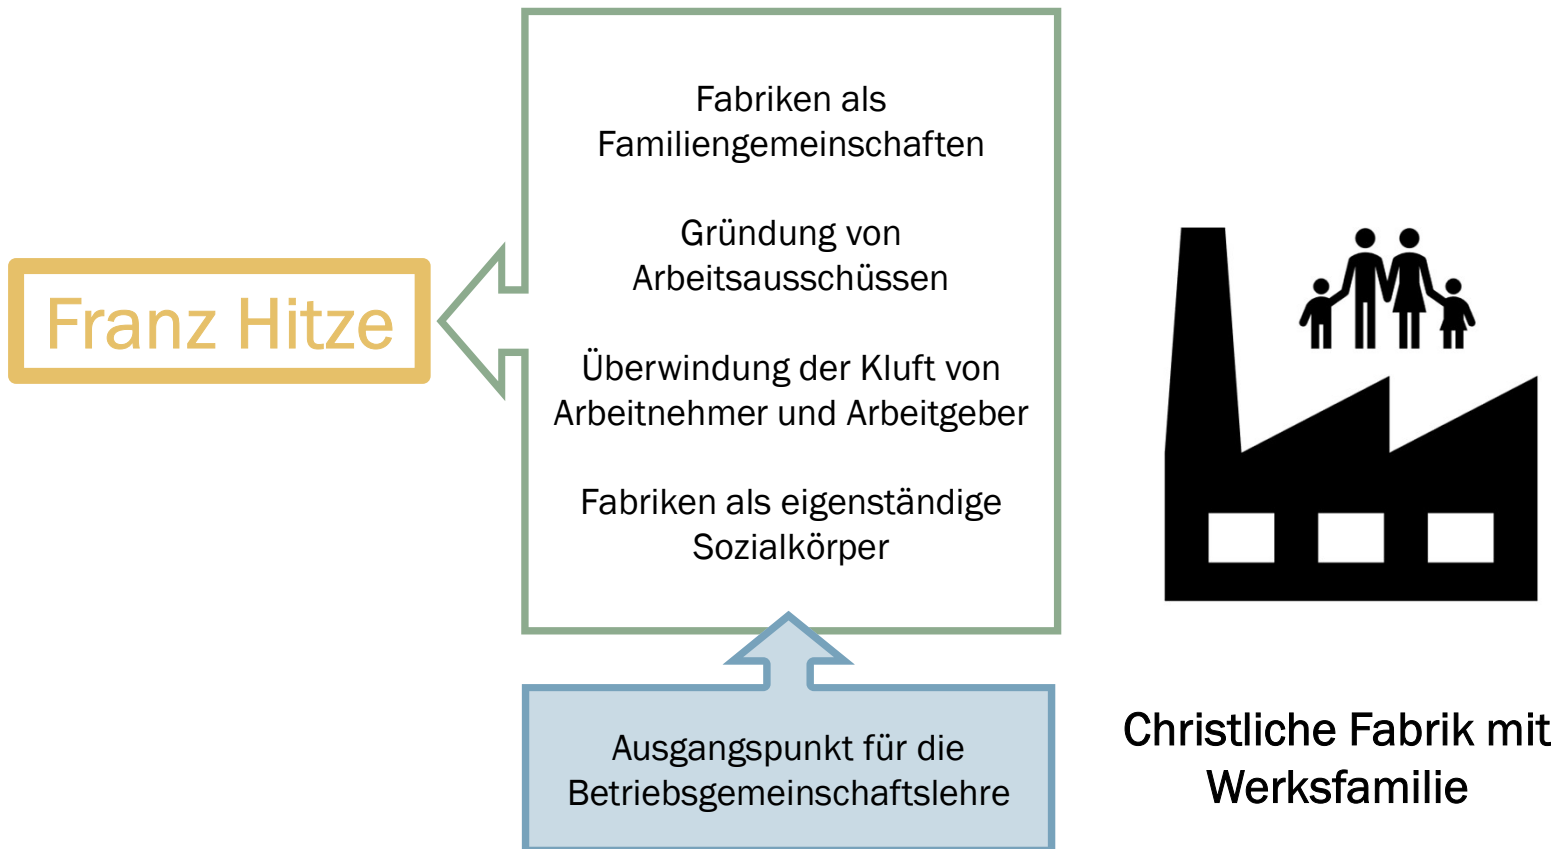 Franz Hitze
Fabriken als
Familiengemeinschaften
Gründung von
Arbeitsausschüssen
Überwindung der Kluft von
Arbeitnehmer und Arbeitgeber
Fabriken als eigenständige
Sozialkörper
Ausgangspunkt für die
Betriebsgemeinschaftslehre
Christliche Fabrik mit
Werksfamilie